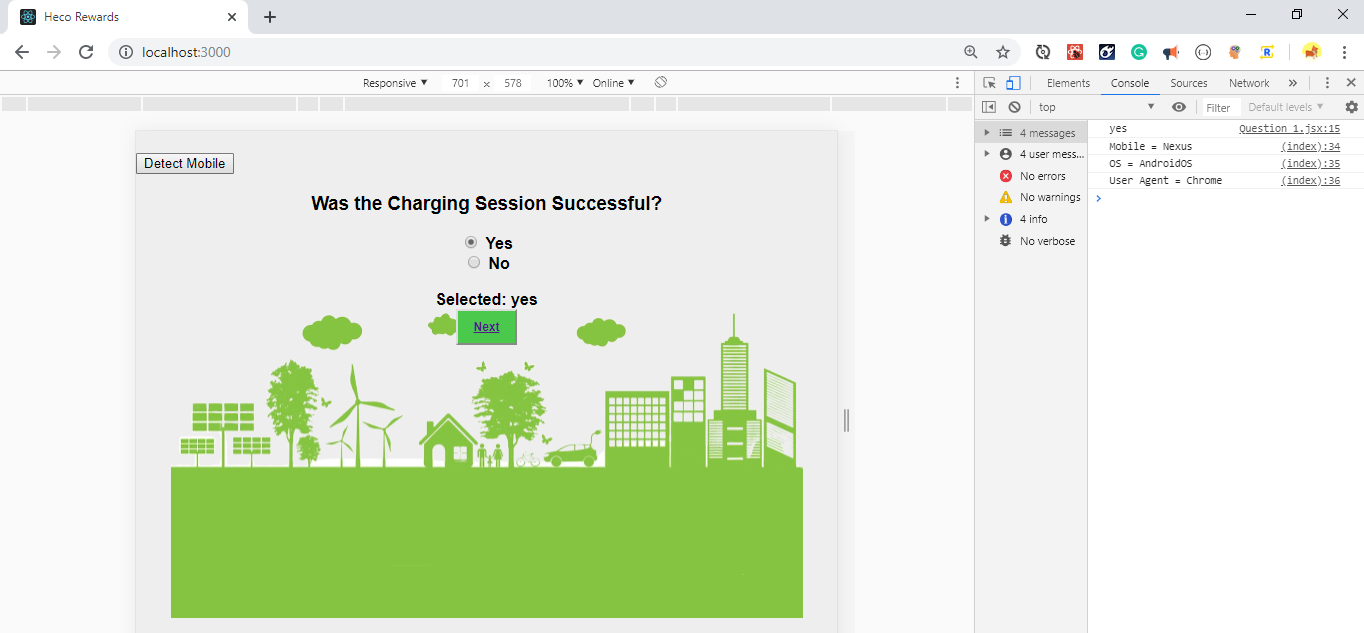 Heco Rewards
localhost:3000
Responsive 701 x 578 100% Online
Elements Console Sources Network
top Filter Default levels
Detect Mobile
Was the Charging Session Successful?
Yes
No
Selected: yes
Next
4 messages
4 user mess...
No errors
No warnings
4 info
No verbose
yes Question 1.jsx:15
Mobile = Nexus (index):34
OS = AndroidOS (index):35
User Agent = Chrome (index):36